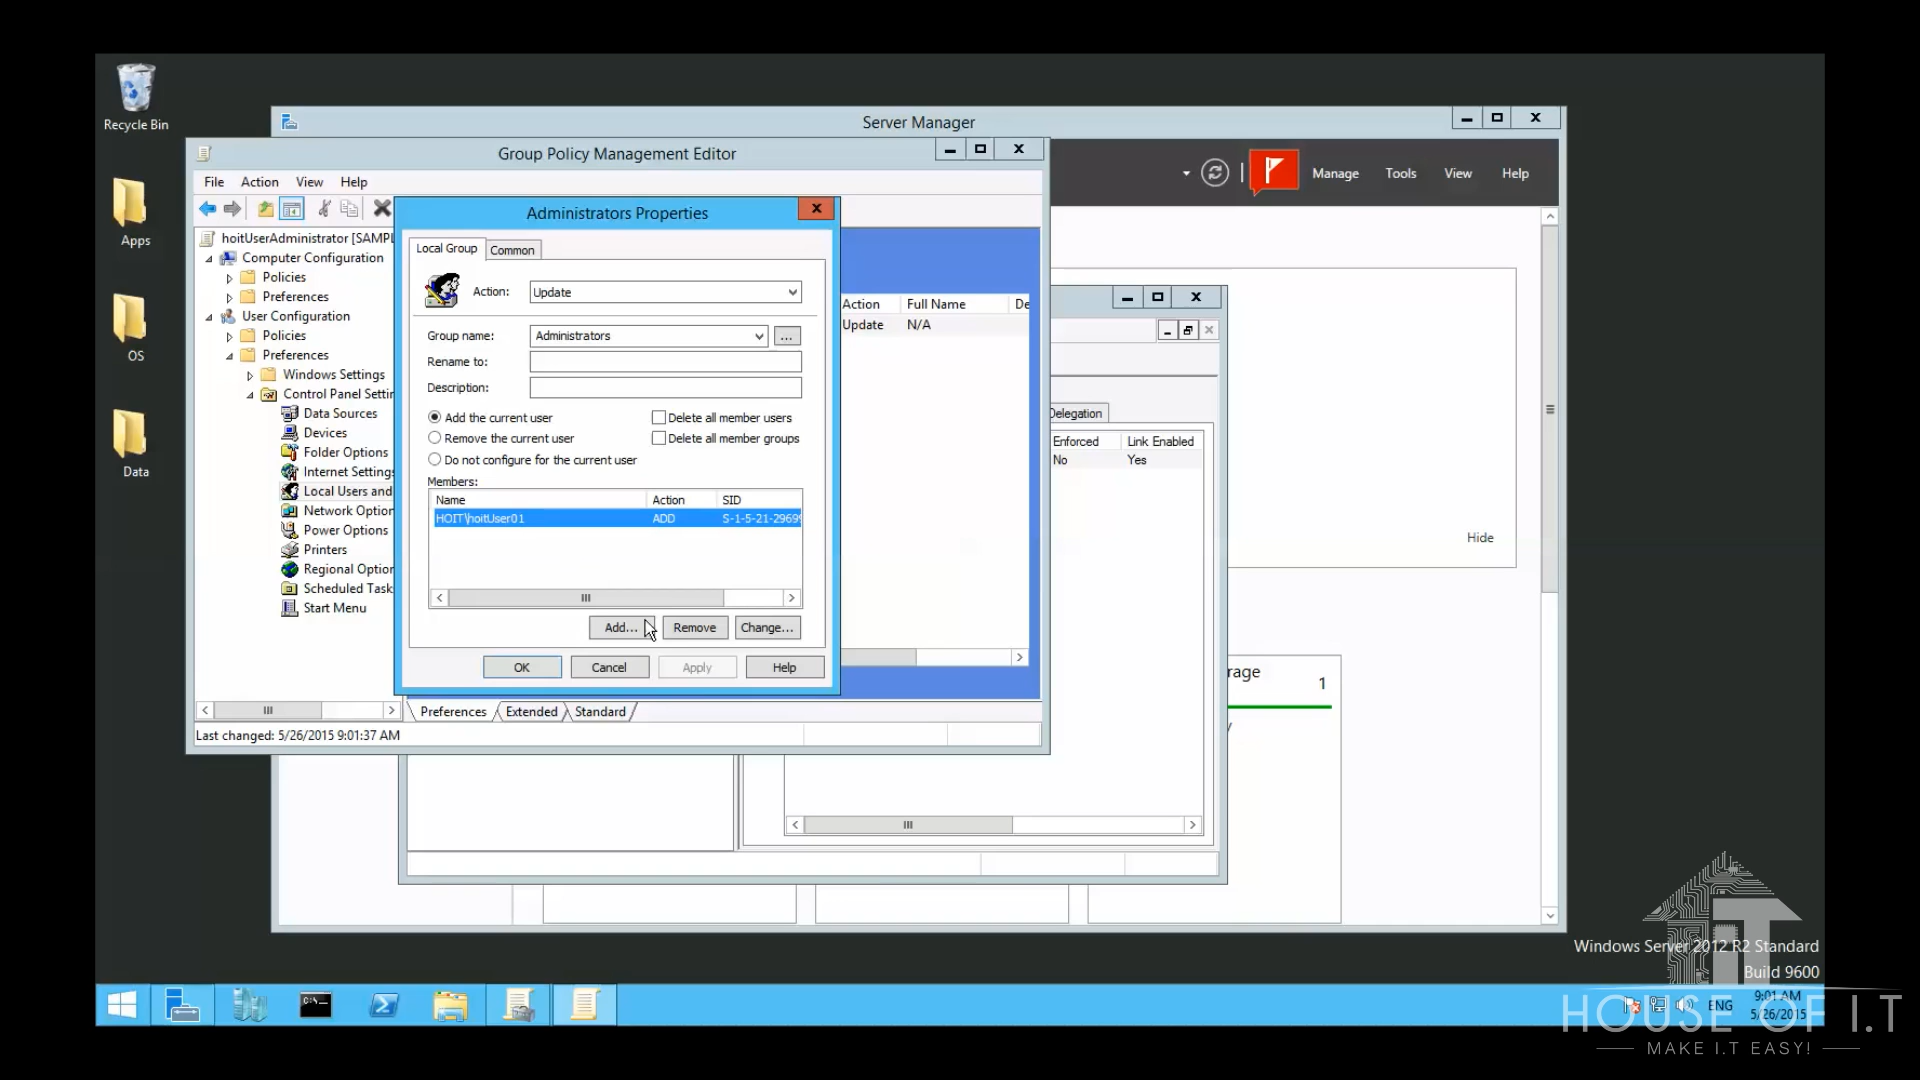 Recycle Bin
Apps
OS
Data
Server Manager
Manage
Tools
View
Help
Group Policy Management Editor
File
Action
View
Help
hoitUserAdministrator [SAMPL
Computer Configuration
Policies
Preferences
User Configuration
Policies
Preferences
Windows Settings
Control Panel Settin
Data Sources
Devices
Folder Options
Internet Settings
Local Users and
Network Option
Power Options
Printers
Regional Option
Scheduled Task
Start Menu
Administrators Properties
Local Group
Common
Action:
Update
Group name:
Administrators
...
Rename to:
Description:
Add the current user
Delete all member users
Remove the current user
Delete all member groups
Do not configure for the current user
Members:
Name
Action
SID
HOIT\hoitUser01
ADD
S-1-5-21-29699
Add...
Remove
Change...
OK
Cancel
Apply
Help
Action
Full Name
De
Update
N/A
Preferences
Extended
Standard
Last changed: 5/26/2015 9:01:37 AM
Delegation
Enforced
Link Enabled
No
Yes
Hide
rage
1
Windows Server 2012 R2 Standard
Build 9600
C:\
ENG
9:01 AM
5/26/2015
iT
HOUSE OF I.T
MAKE I.T EASY!